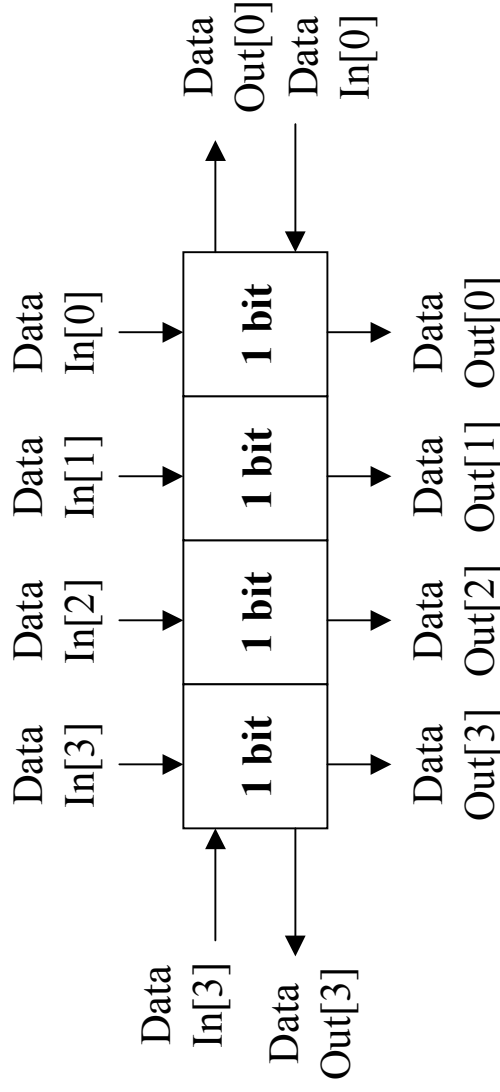 Data
In[3]
Data
In[2]
Data
In[1]
Data
In[0]
Data
In[3]
Data
Out[3]
1 bit
1 bit
1 bit
1 bit
Data
Out[0]
Data
In[0]
Data
Out[3]
Data
Out[2]
Data
Out[1]
Data
Out[0]